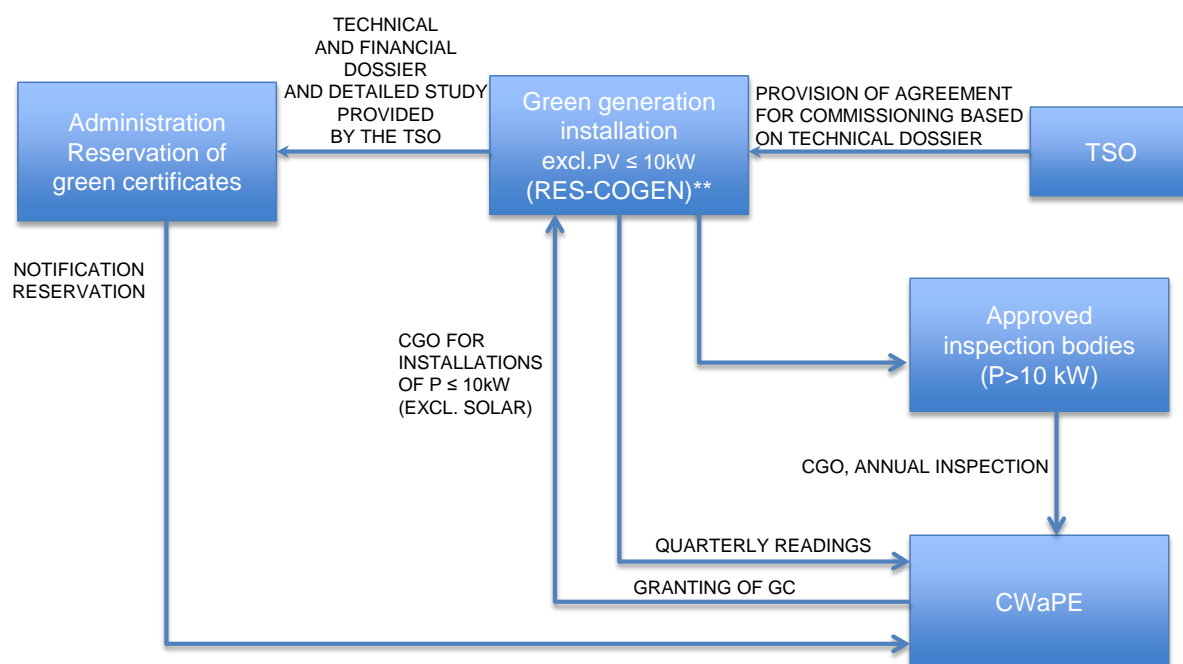 TECHNICAL
AND FINANCIAL
DOSSIER
AND DETAILED STUDY
PROVIDED
BY THE TSO
Administration
Reservation of
green certificates
Green generation
installation
excl.PV ≤ 10kW
(RES-COGEN)**
PROVISION OF AGREEMENT
FOR COMMISSIONING BASED
ON TECHNICAL DOSSIER
TSO
NOTIFICATION
RESERVATION
CGO FOR
INSTALLATIONS
OF P ≤ 10kW
(EXCL. SOLAR)
Approved
inspection bodies
(P>10 kW)
CGO, ANNUAL INSPECTION
QUARTERLY READINGS
GRANTING OF GC
CWaPE